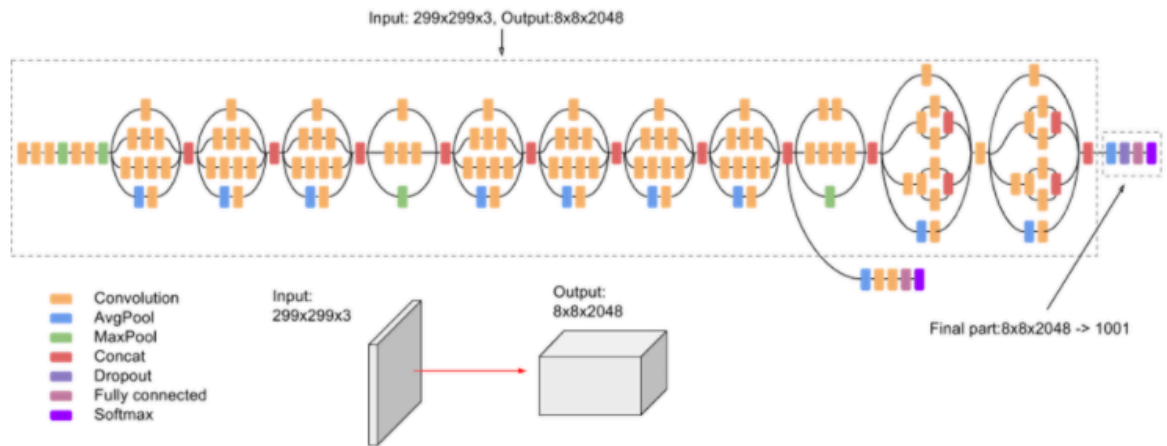 Input: 299x299x3, Output:8x8x2048
Convolution
AvgPool
MaxPool
Concat
Dropout
Fully connected
Softmax
Input:
299x299x3
Output:
8x8x2048
Final part:8x8x2048 -> 1001